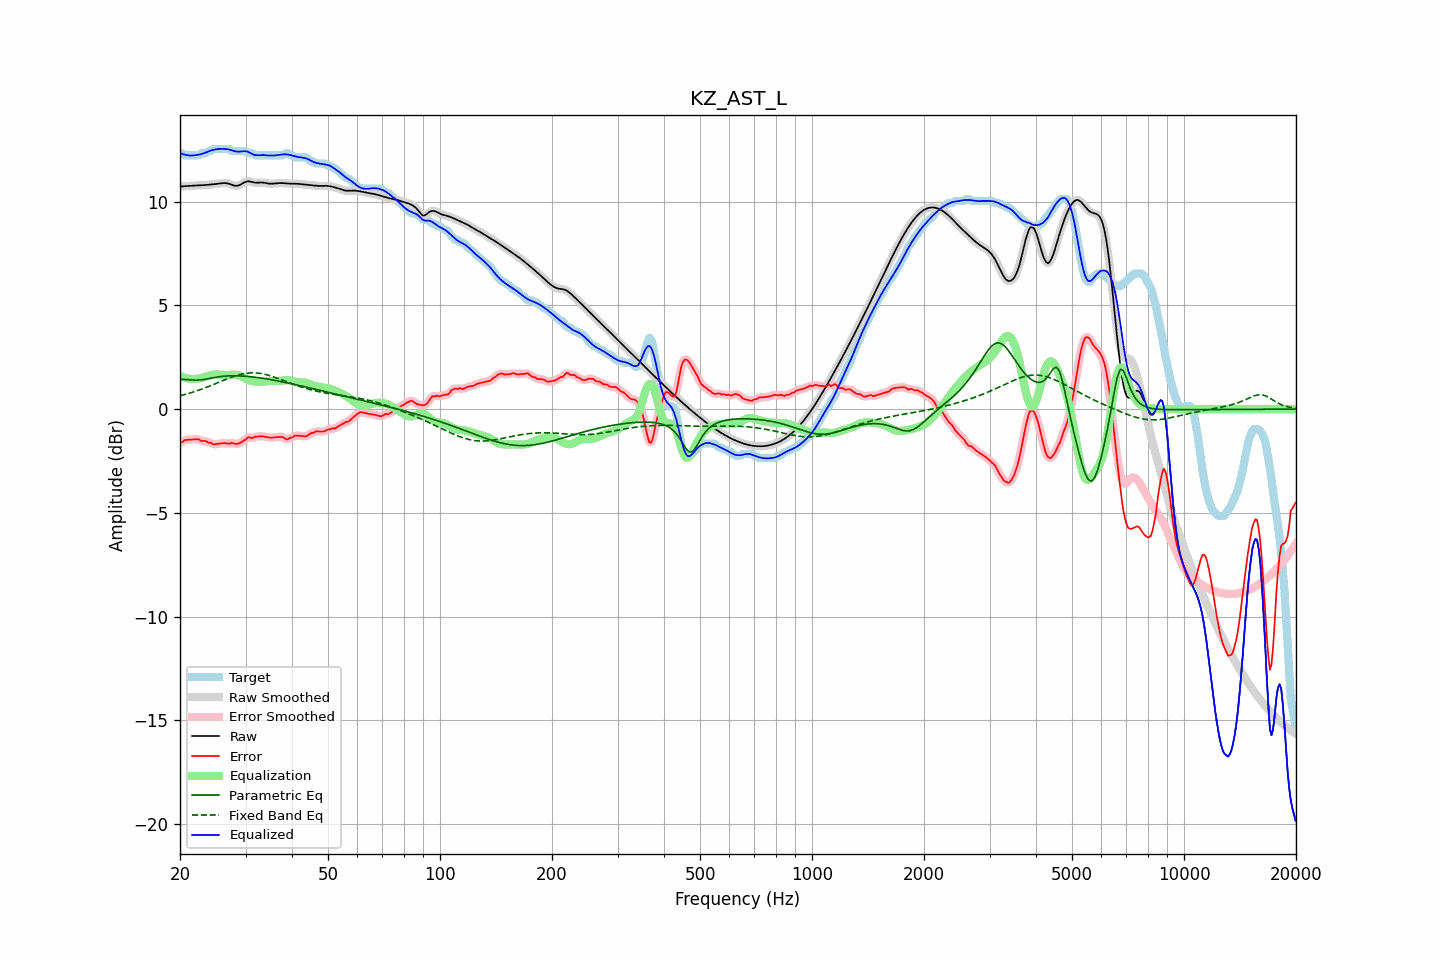 KZ_AST_L
Amplitude (dBr)
10
5
0
−5
−10
−15
−20
Target
Raw Smoothed
Error Smoothed
Raw
Error
Equalization
Parametric Eq
Fixed Band Eq
Equalized
20 50 100 200 500 1000 2000 5000 10000 20000
Frequency (Hz)